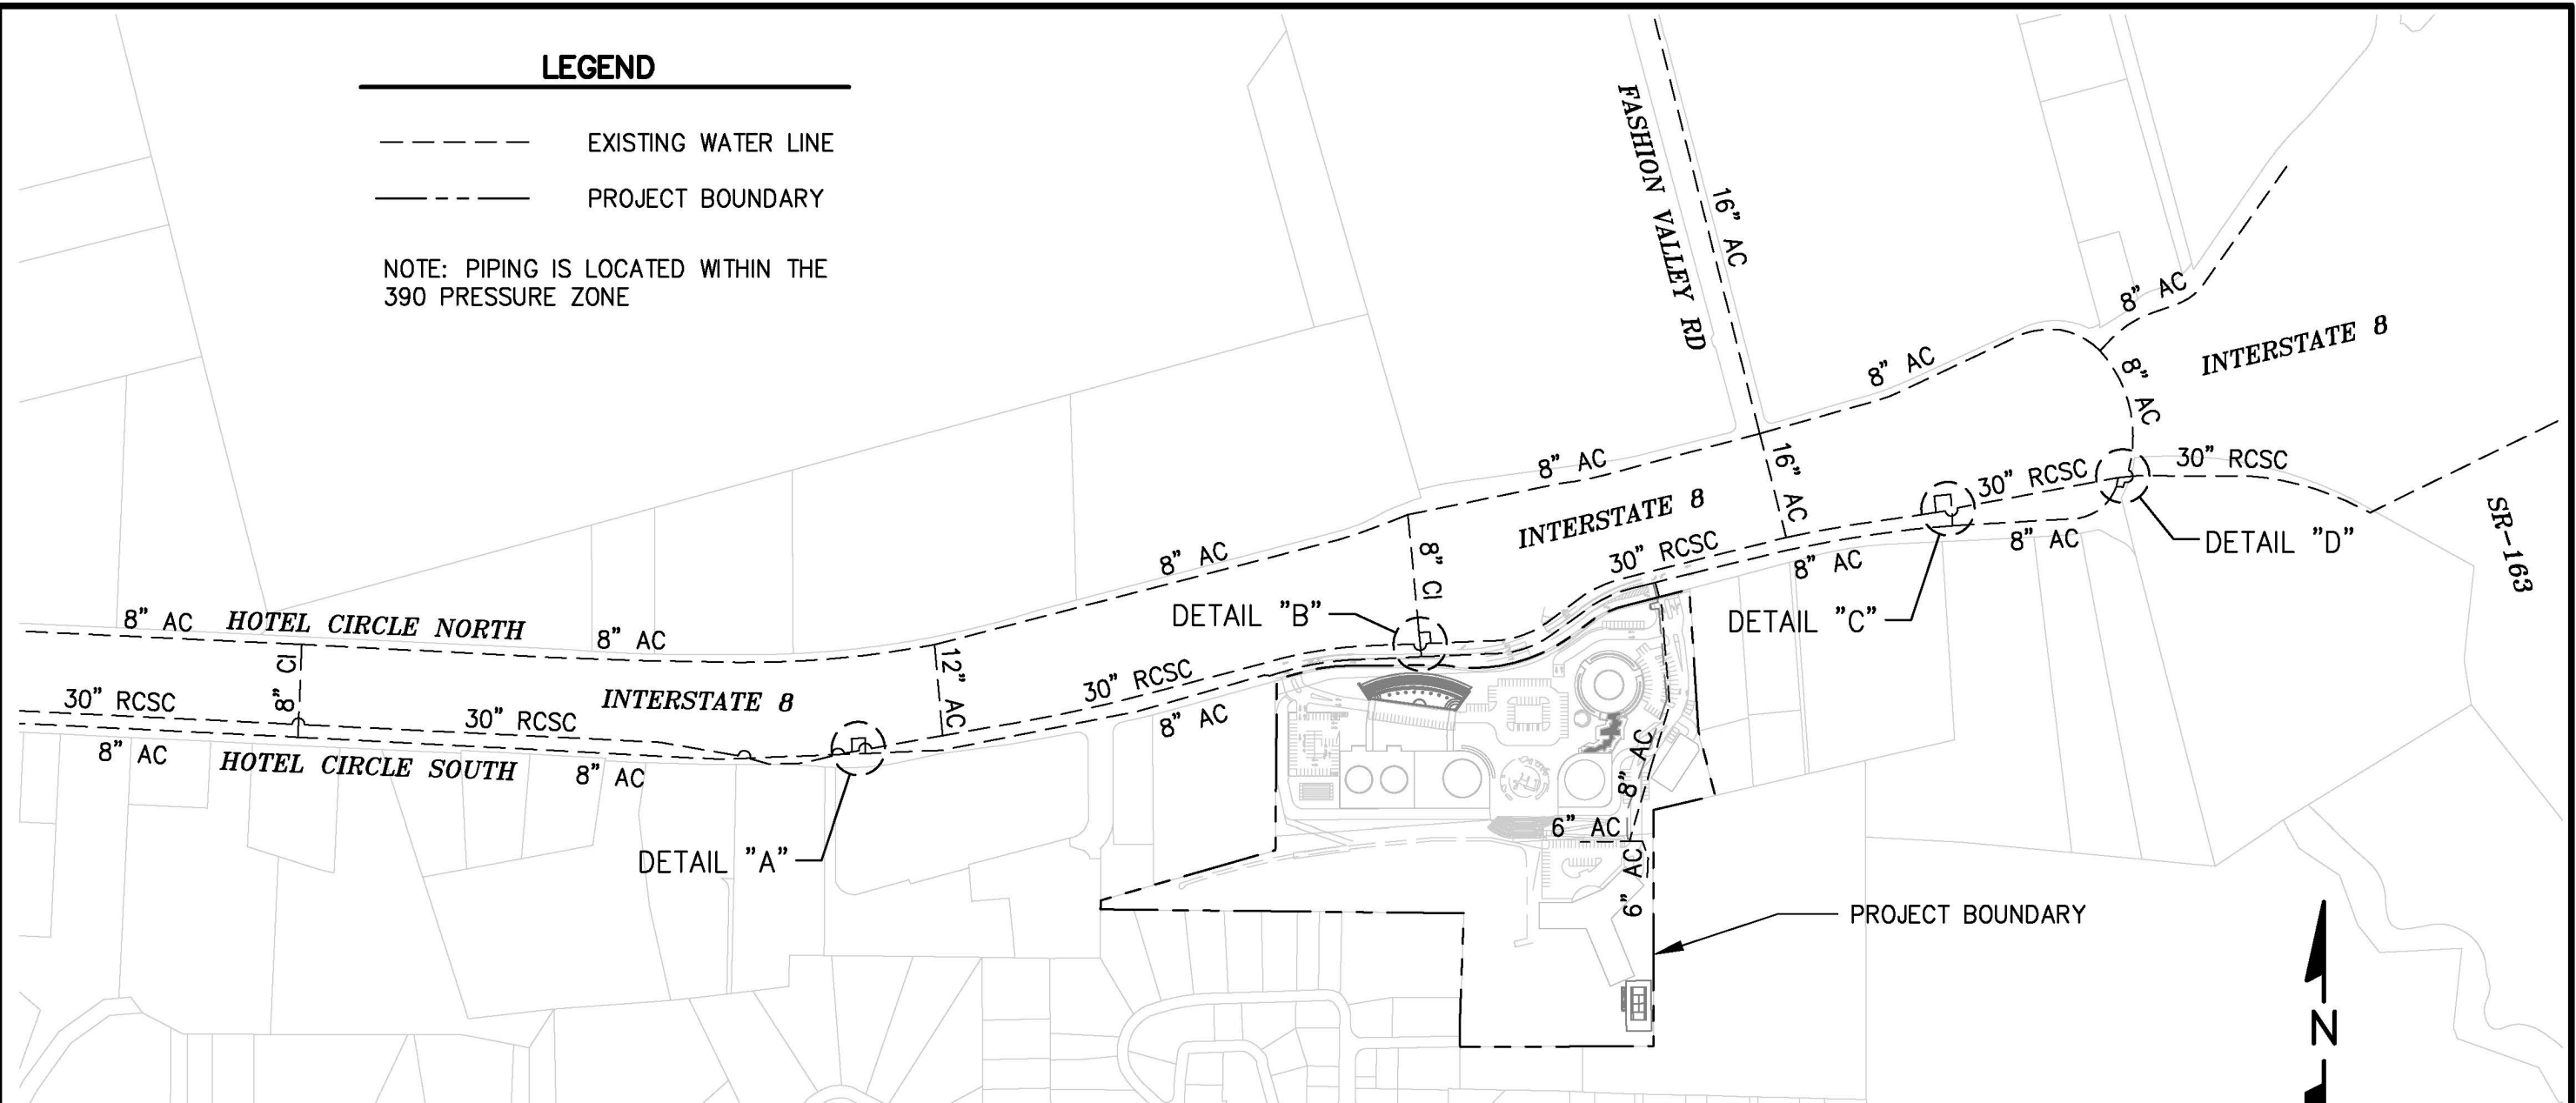 LEGEND
EXISTING WATER LINE
PROJECT BOUNDARY
NOTE: PIPING IS LOCATED WITHIN THE
390 PRESSURE ZONE
FASHION VALLEY RD
16" AC
8" AC
8" AC
INTERSTATE 8
8" AC
8" AC
16" AC
30" RCSC
30" RCSC
INTERSTATE 8
SR-163
DETAIL "D"
8" AC
8" AC
30" RCSC
8" AC
8" CI
DETAIL "B"
DETAIL "C"
8" AC
HOTEL CIRCLE NORTH
8" AC
8" CI
12" AC
30" RCSC
INTERSTATE 8
30" RCSC
30" RCSC
8" AC
8" AC
HOTEL CIRCLE SOUTH
8" AC
DETAIL "A"
8" AC
6" AC
6" AC
PROJECT BOUNDARY
N